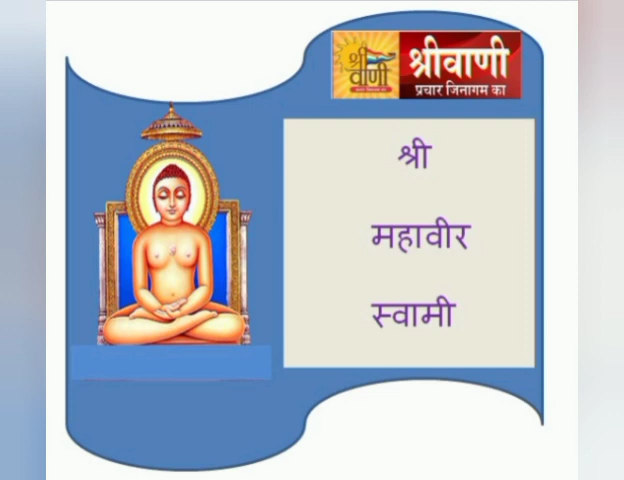 श्री
वाणी
श्रीवाणी
प्रचार जिनागम का
श्री
महावीर
स्वामी